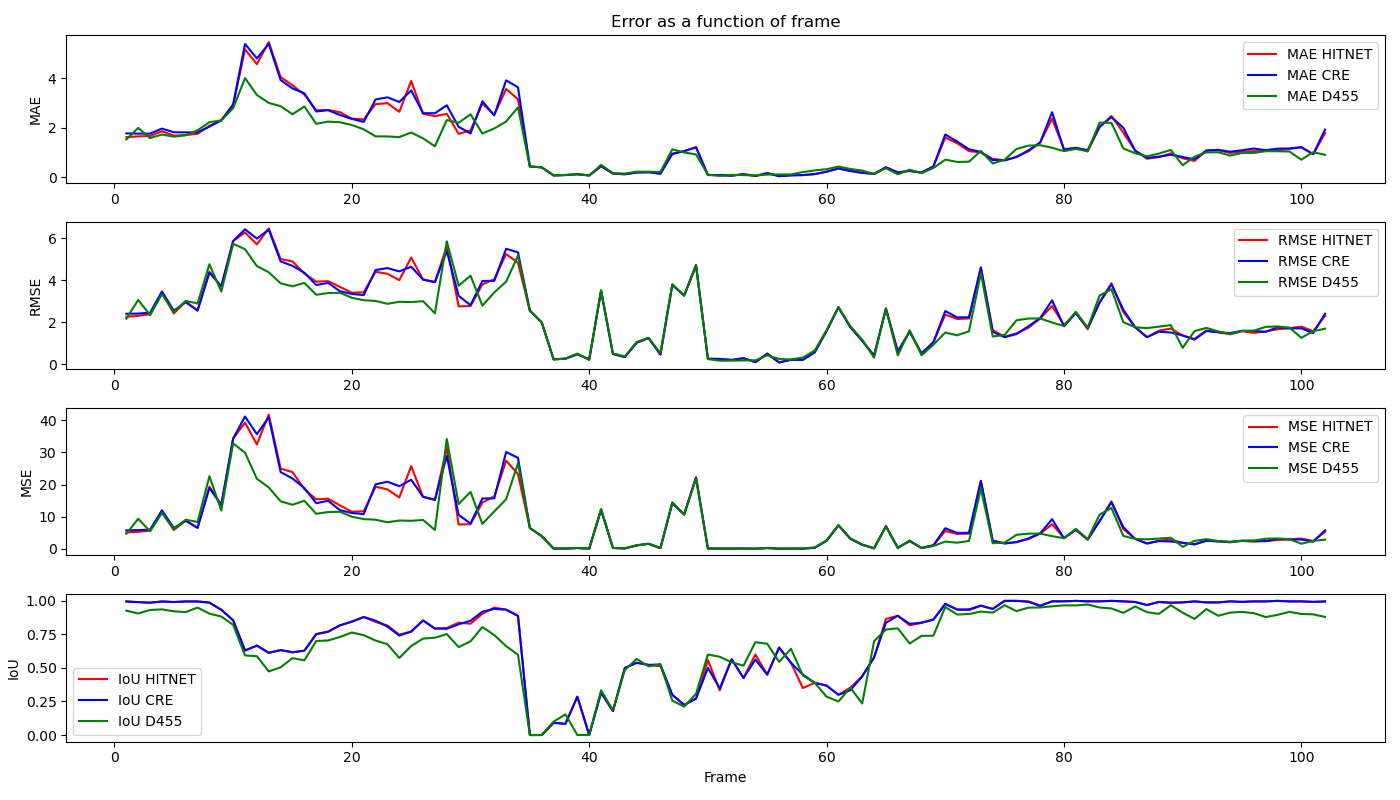 Error as a function of frame
MAE
4
2
0
MAE HITNET
MAE CRE
MAE D455
0 20 40 60 80 100
RMSE
6
4
2
0
RMSE HITNET
RMSE CRE
RMSE D455
0 20 40 60 80 100
MSE
40
30
20
10
0
MSE HITNET
MSE CRE
MSE D455
0 20 40 60 80 100
IoU
1.00
0.75
0.50
0.25
0.00
IoU HITNET
IoU CRE
IoU D455
0 20 40 60 80 100
Frame